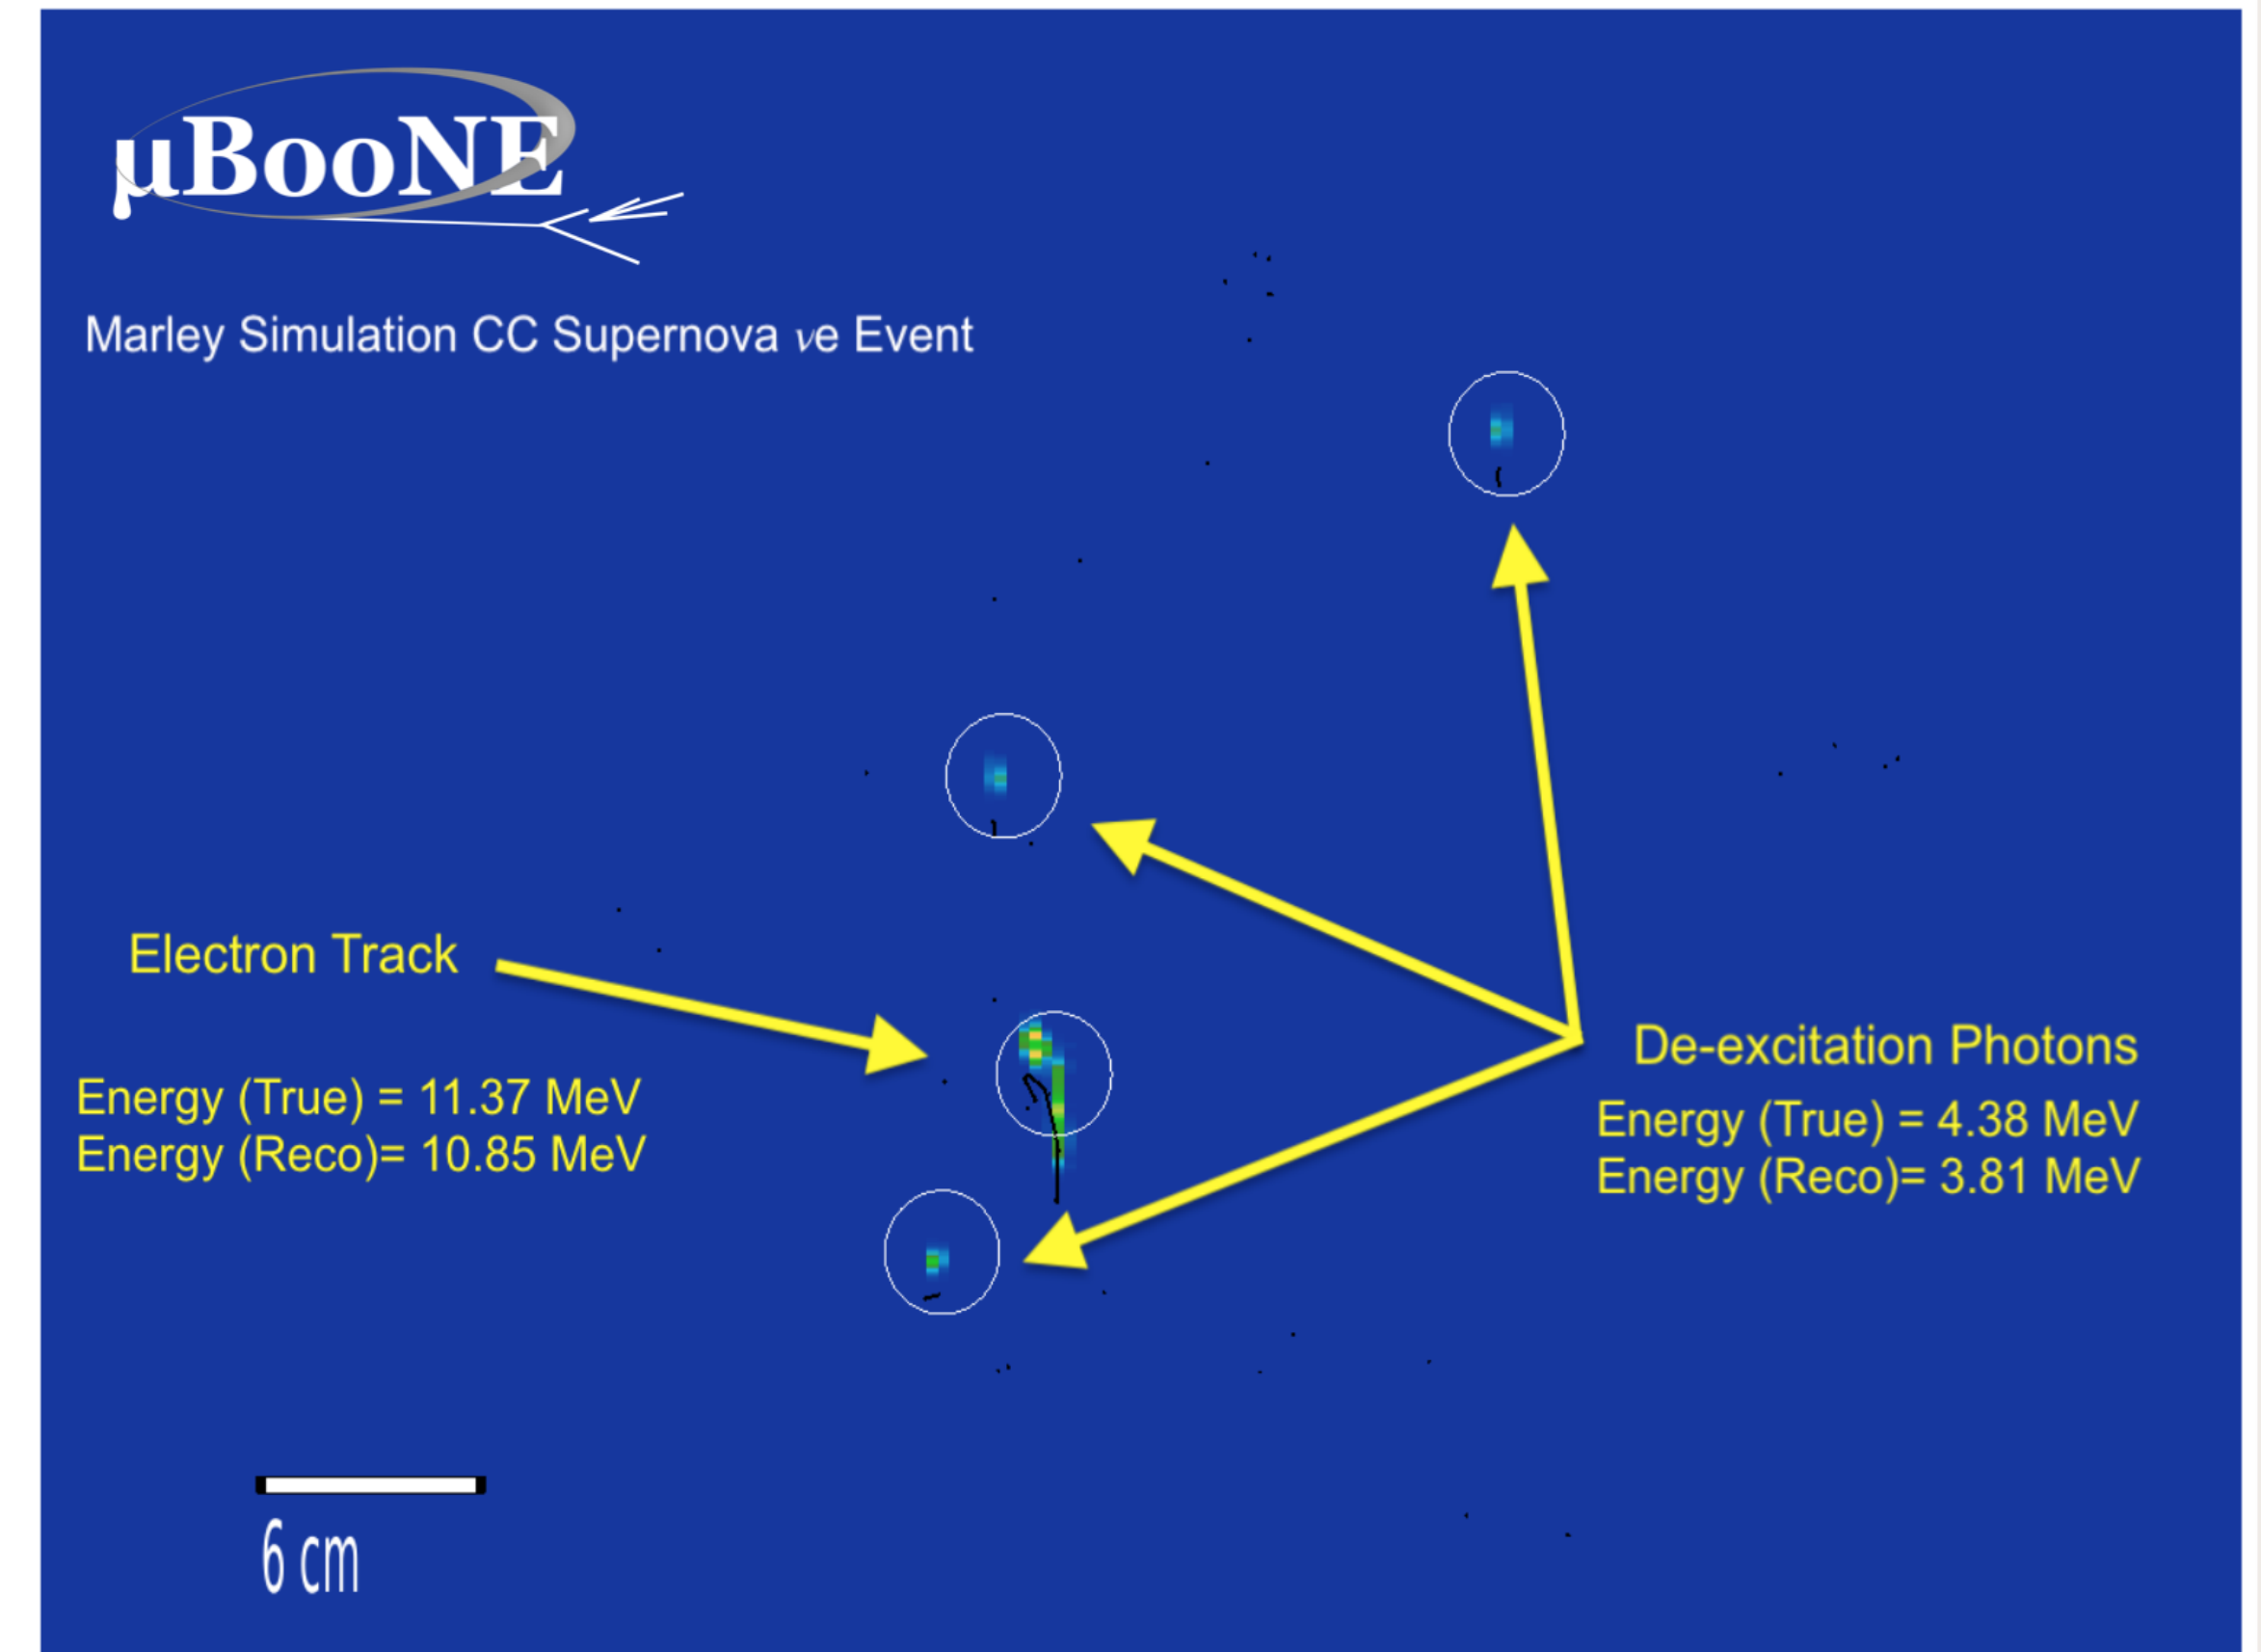 µBooNE
Marley Simulation CC Supernova νe Event
Electron Track
Energy (True) = 11.37 MeV
Energy (Reco)= 10.85 MeV
De-excitation Photons
Energy (True) = 4.38 MeV
Energy (Reco)= 3.81 MeV
6 cm